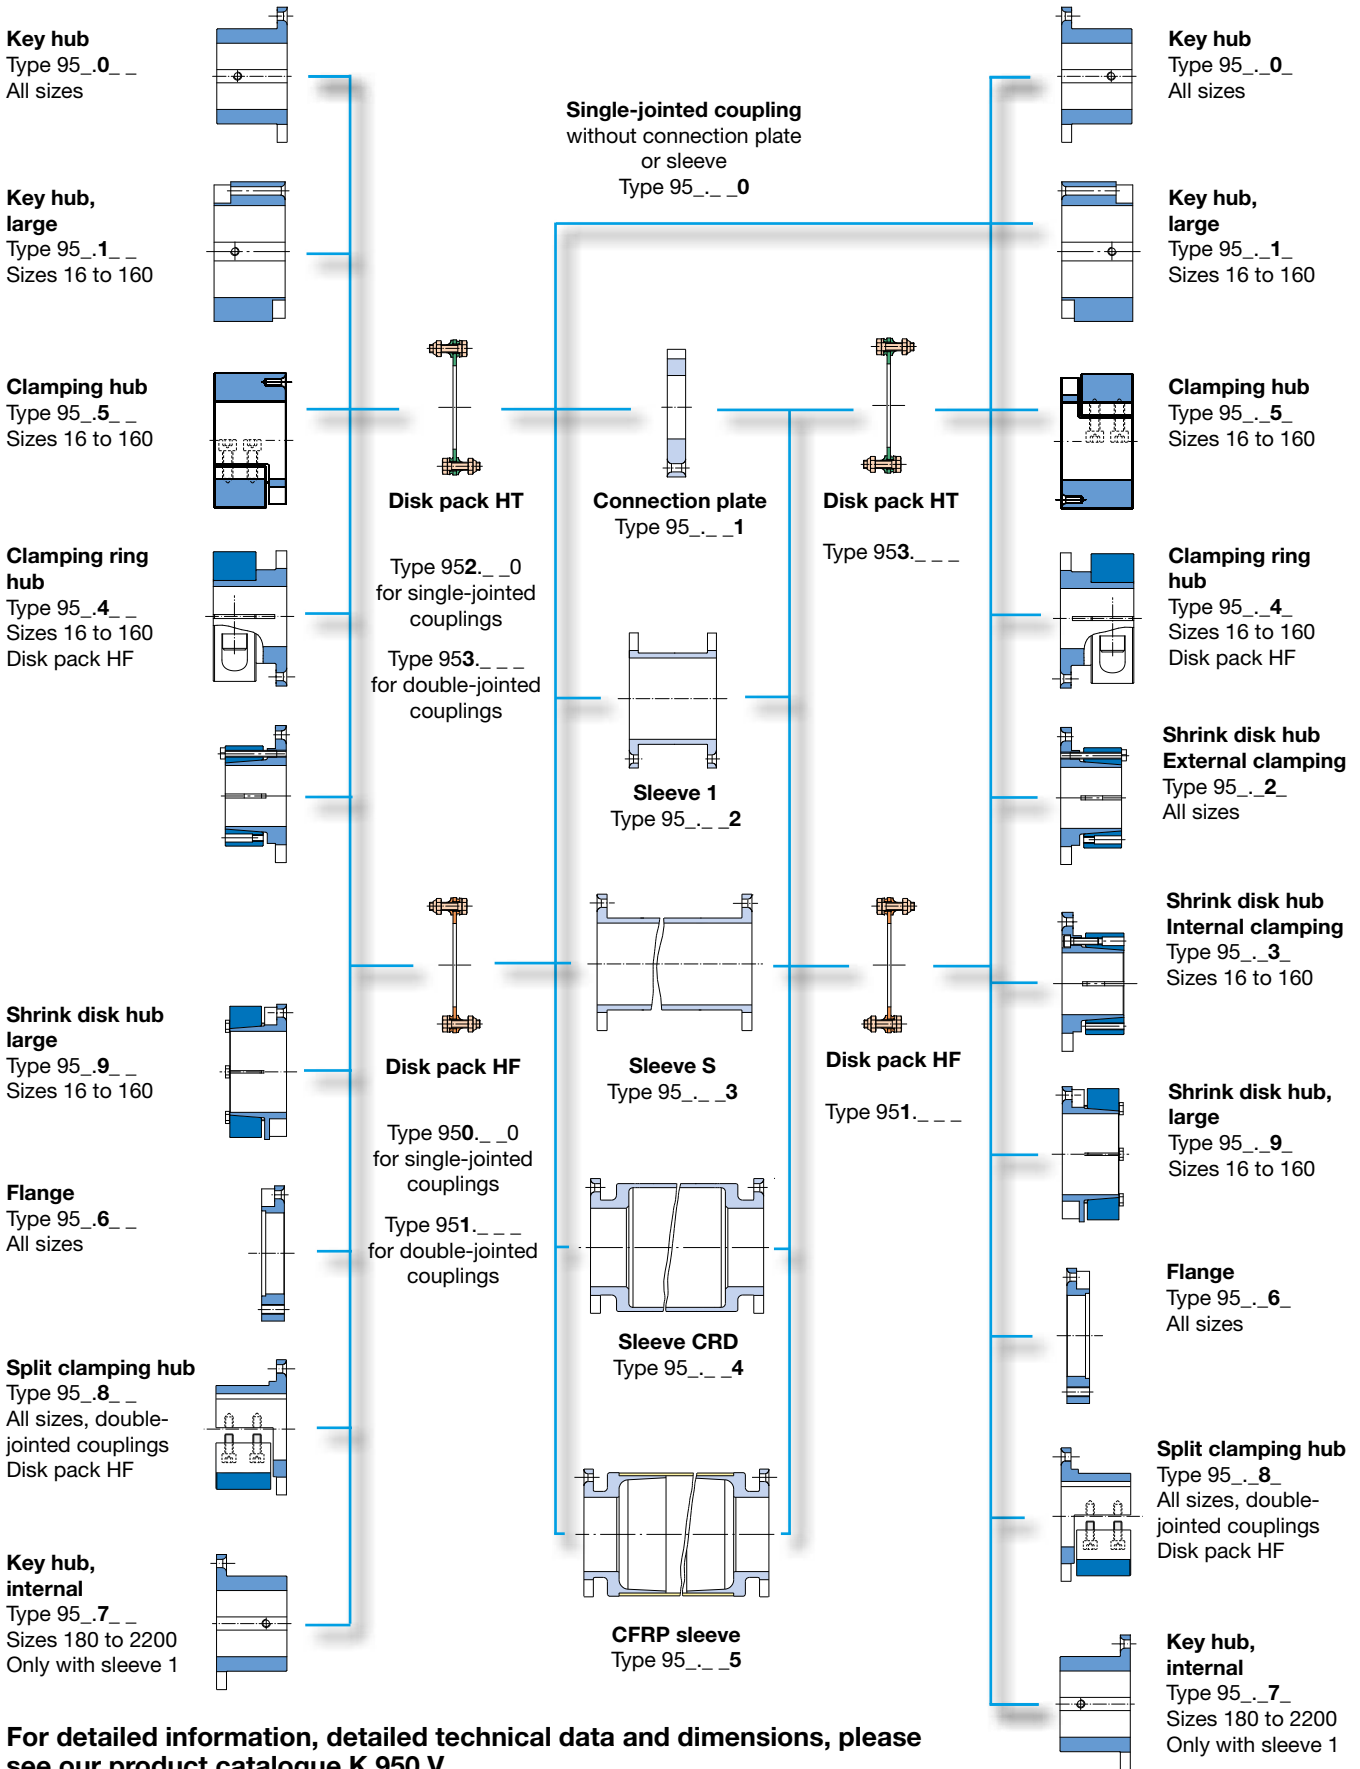 Key hub
Type 95_.0_ _
All sizes
Key hub,
large
Type 95_.1_ _
Sizes 16 to 160
Clamping hub
Type 95_.5_ _
Sizes 16 to 160
Clamping ring
hub
Type 95_.4_ _
Sizes 16 to 160
Disk pack HF
Shrink disk hub
large
Type 95_.9_ _
Sizes 16 to 160
Flange
Type 95_.6_ _
All sizes
Split clamping hub
Type 95_.8_ _
All sizes, double-
jointed couplings
Disk pack HF
Key hub,
internal
Type 95_.7_ _
Sizes 180 to 2200
Only with sleeve 1
Disk pack HT
Type 952._ _0
for single-jointed
couplings
Type 953._ _ _
for double-jointed
couplings
Disk pack HF
Type 950._ _0
for single-jointed
couplings
Type 951._ _ _
for double-jointed
couplings
Single-jointed coupling
without connection plate
or sleeve
Type 95_._ _0
Connection plate
Type 95_._ _1
Sleeve 1
Type 95_._ _2
Sleeve S
Type 95_._ _3
Sleeve CRD
Type 95_._ _4
CFRP sleeve
Type 95_._ _5
Disk pack HT
Type 953._ _ _
Disk pack HF
Type 951._ _ _
Key hub
Type 95_._0_
All sizes
Key hub,
large
Type 95_._1_
Sizes 16 to 160
Clamping hub
Type 95_._5_
Sizes 16 to 160
Clamping ring
hub
Type 95_._4_
Sizes 16 to 160
Disk pack HF
Shrink disk hub
External clamping
Type 95_._2_
All sizes
Shrink disk hub
Internal clamping
Type 95_._3_
Sizes 16 to 160
Shrink disk hub,
large
Type 95_._9_
Sizes 16 to 160
Flange
Type 95_._6_
All sizes
Split clamping hub
Type 95_._8_
All sizes, double-
jointed couplings
Disk pack HF
Key hub,
internal
Type 95_._7_
Sizes 180 to 2200
Only with sleeve 1
For detailed information, detailed technical data and dimensions, please
see our product catalogue K.950.V